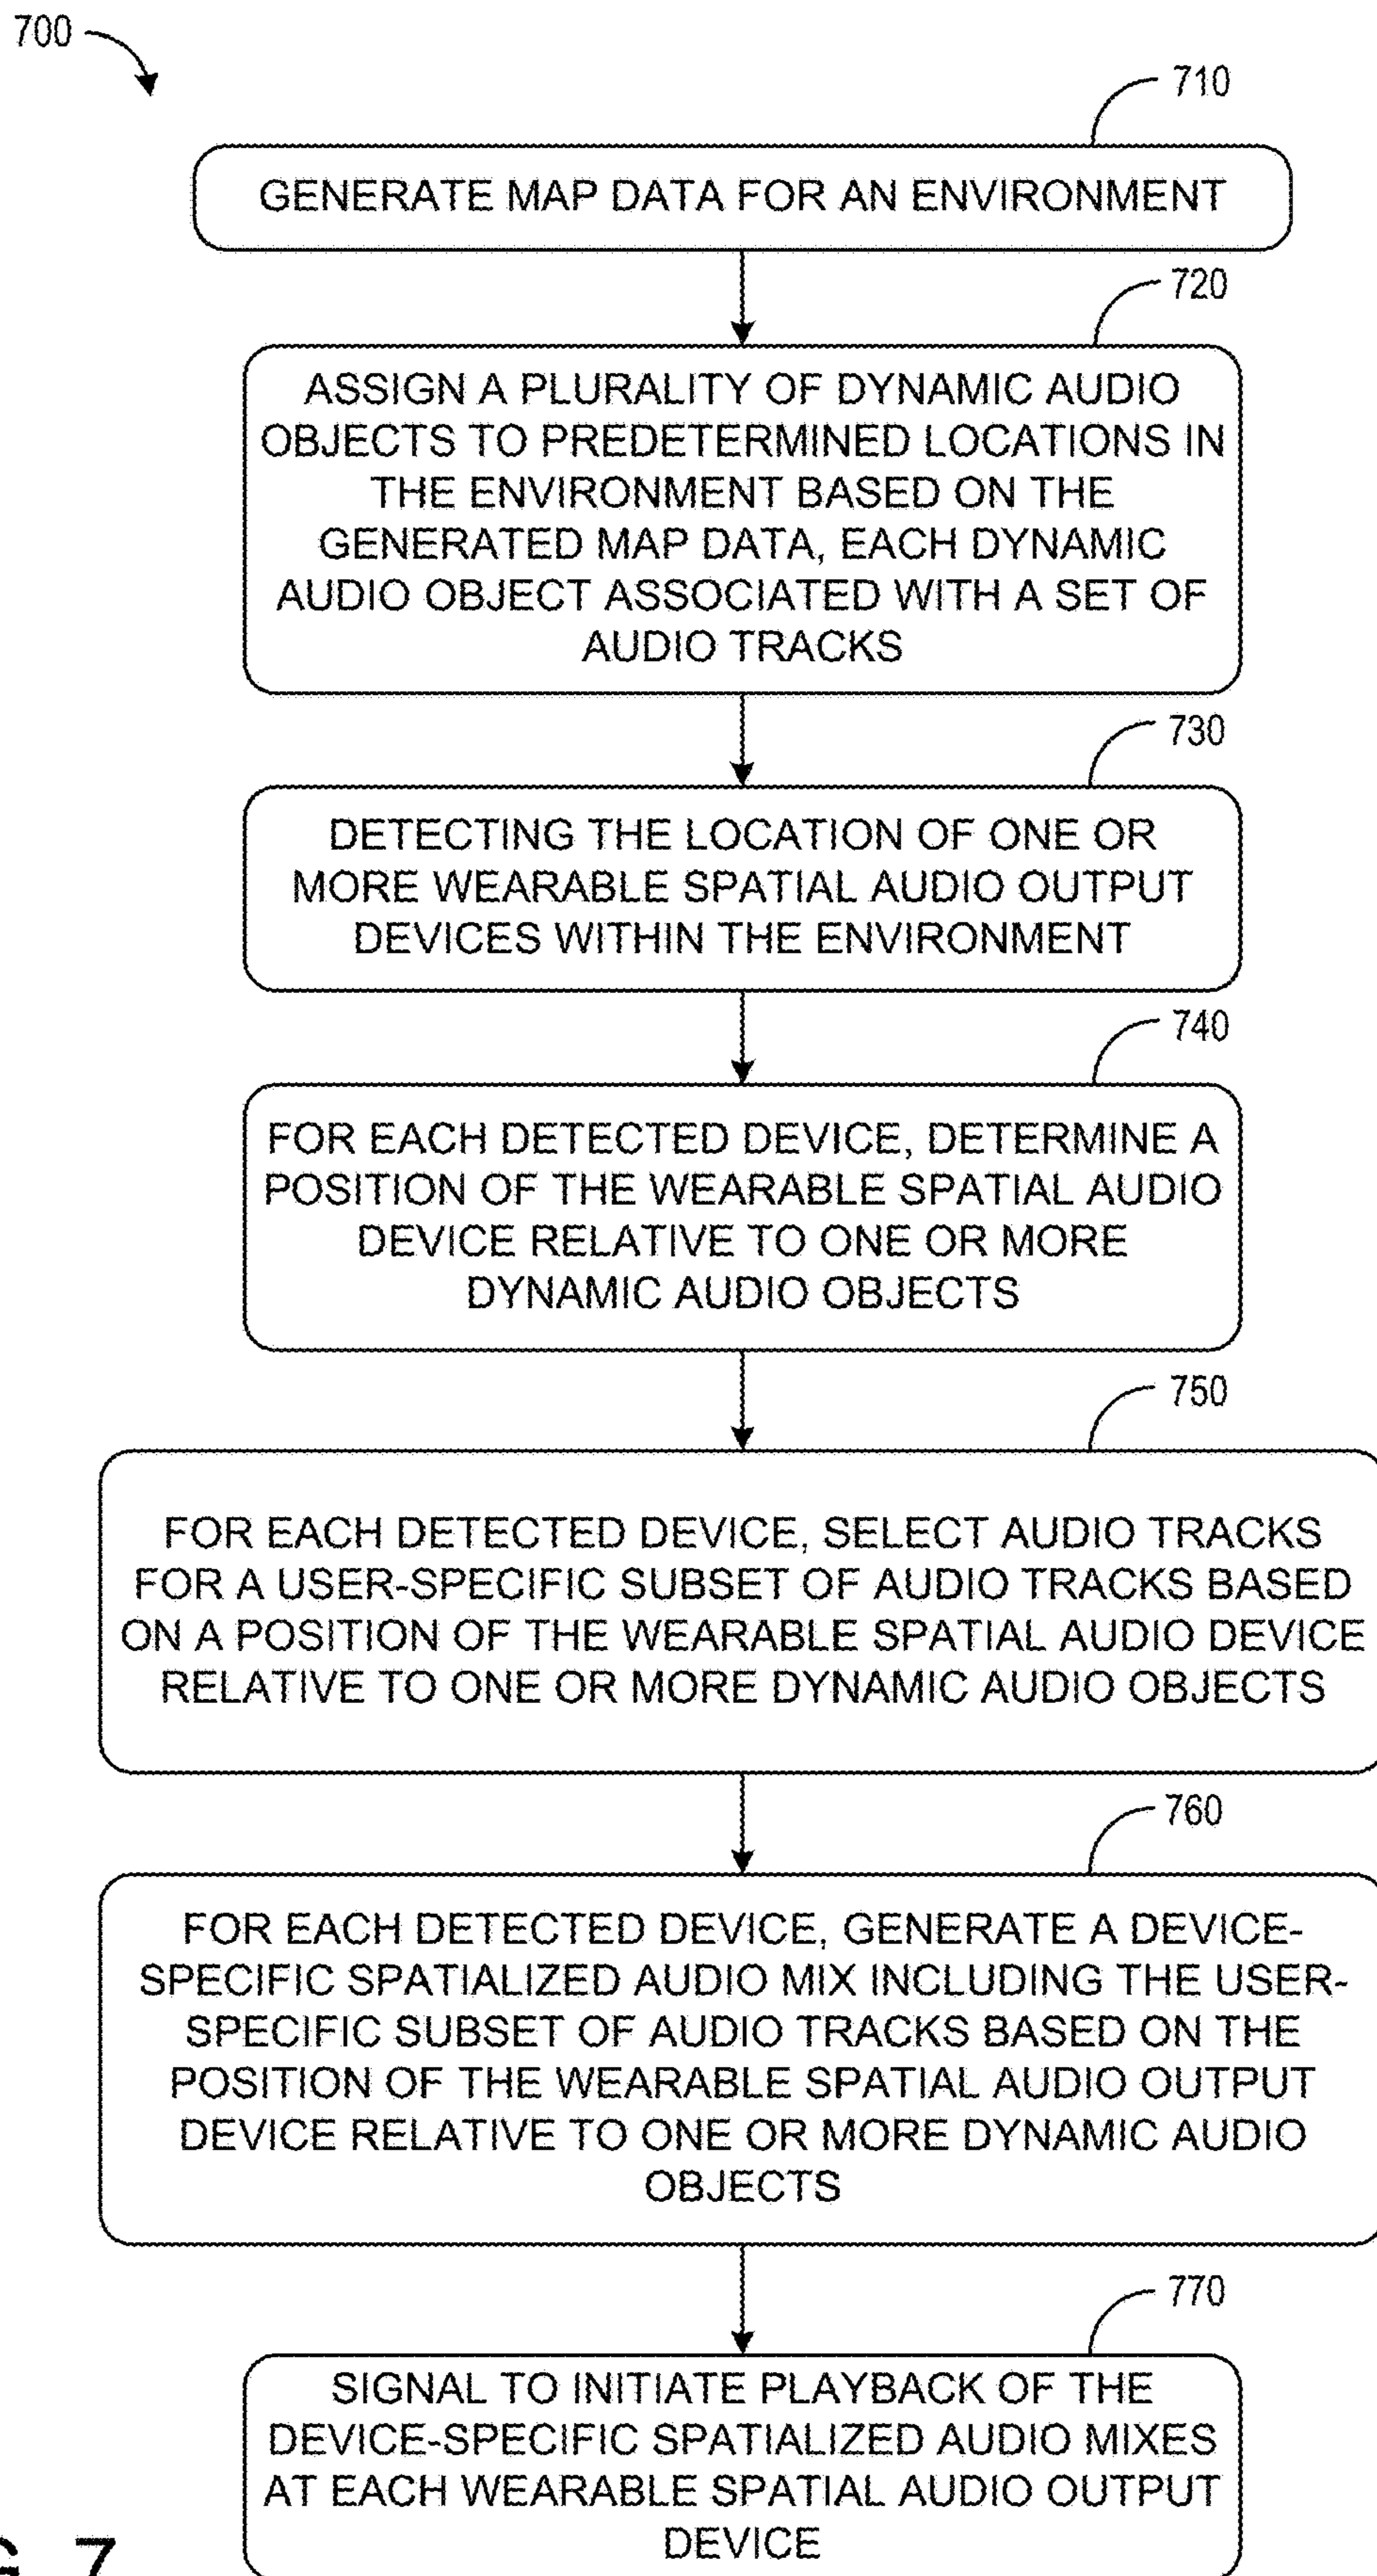 700
710
GENERATE MAP DATA FOR AN ENVIRONMENT
720
ASSIGN A PLURALITY OF DYNAMIC AUDIO
OBJECTS TO PREDETERMINED LOCATIONS IN
THE ENVIRONMENT BASED ON THE
GENERATED MAP DATA, EACH DYNAMIC
AUDIO OBJECT ASSOCIATED WITH A SET OF
AUDIO TRACKS
730
DETECTING THE LOCATION OF ONE OR
MORE WEARABLE SPATIAL AUDIO OUTPUT
DEVICES WITHIN THE ENVIRONMENT
740
FOR EACH DETECTED DEVICE, DETERMINE A
POSITION OF THE WEARABLE SPATIAL AUDIO
DEVICE RELATIVE TO ONE OR MORE
DYNAMIC AUDIO OBJECTS
750
FOR EACH DETECTED DEVICE, SELECT AUDIO TRACKS
FOR A USER-SPECIFIC SUBSET OF AUDIO TRACKS BASED
ON A POSITION OF THE WEARABLE SPATIAL AUDIO DEVICE
RELATIVE TO ONE OR MORE DYNAMIC AUDIO OBJECTS
760
FOR EACH DETECTED DEVICE, GENERATE A DEVICE-
SPECIFIC SPATIALIZED AUDIO MIX INCLUDING THE USER-
SPECIFIC SUBSET OF AUDIO TRACKS BASED ON THE
POSITION OF THE WEARABLE SPATIAL AUDIO OUTPUT
DEVICE RELATIVE TO ONE OR MORE DYNAMIC AUDIO
OBJECTS
770
SIGNAL TO INITIATE PLAYBACK OF THE
DEVICE-SPECIFIC SPATIALIZED AUDIO MIXES
AT EACH WEARABLE SPATIAL AUDIO OUTPUT
DEVICE
7